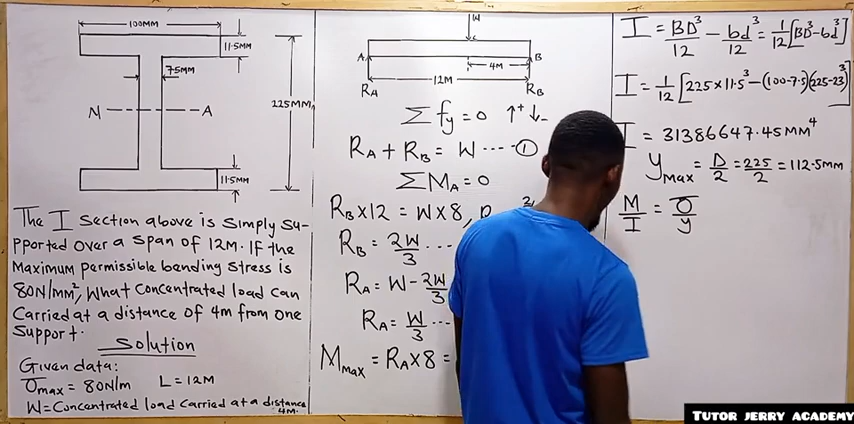 100MM
11.5MM
7.5MM
N A
225MM
11.5MM
The I Section above is Simply Su-
pported over a span of 12M. If the
Maximum permissible bending Stress is
80N/mm², What Concentrated load Can
Carried at a distance of 4m from one
Support.
Solution
Given data:
σmax = 80N/m L = 12M
W = Concentrated load Carried at a distance
4M.
W
A C B
4M
12M
RA RB
Σfy = 0 ↑+ ↓-
RA + RB = W ---- ①
ΣMA = 0
RB × 12 = W × 8,
RB = 2W/3 ---
RA = W - 2W/3
RA = W/3 ---
Mmax = RA × 8 =
I = BD³/12 - bd³/12 = 1/12[BD³-bd³]
I = 1/12[225×11.5³-(100-7.5)(225-23)³]
I = 31386647.45MM⁴
ymax = D/2 = 225/2 = 112.5mm
M/I = σ/y
TUTOR JERRY ACADEMY